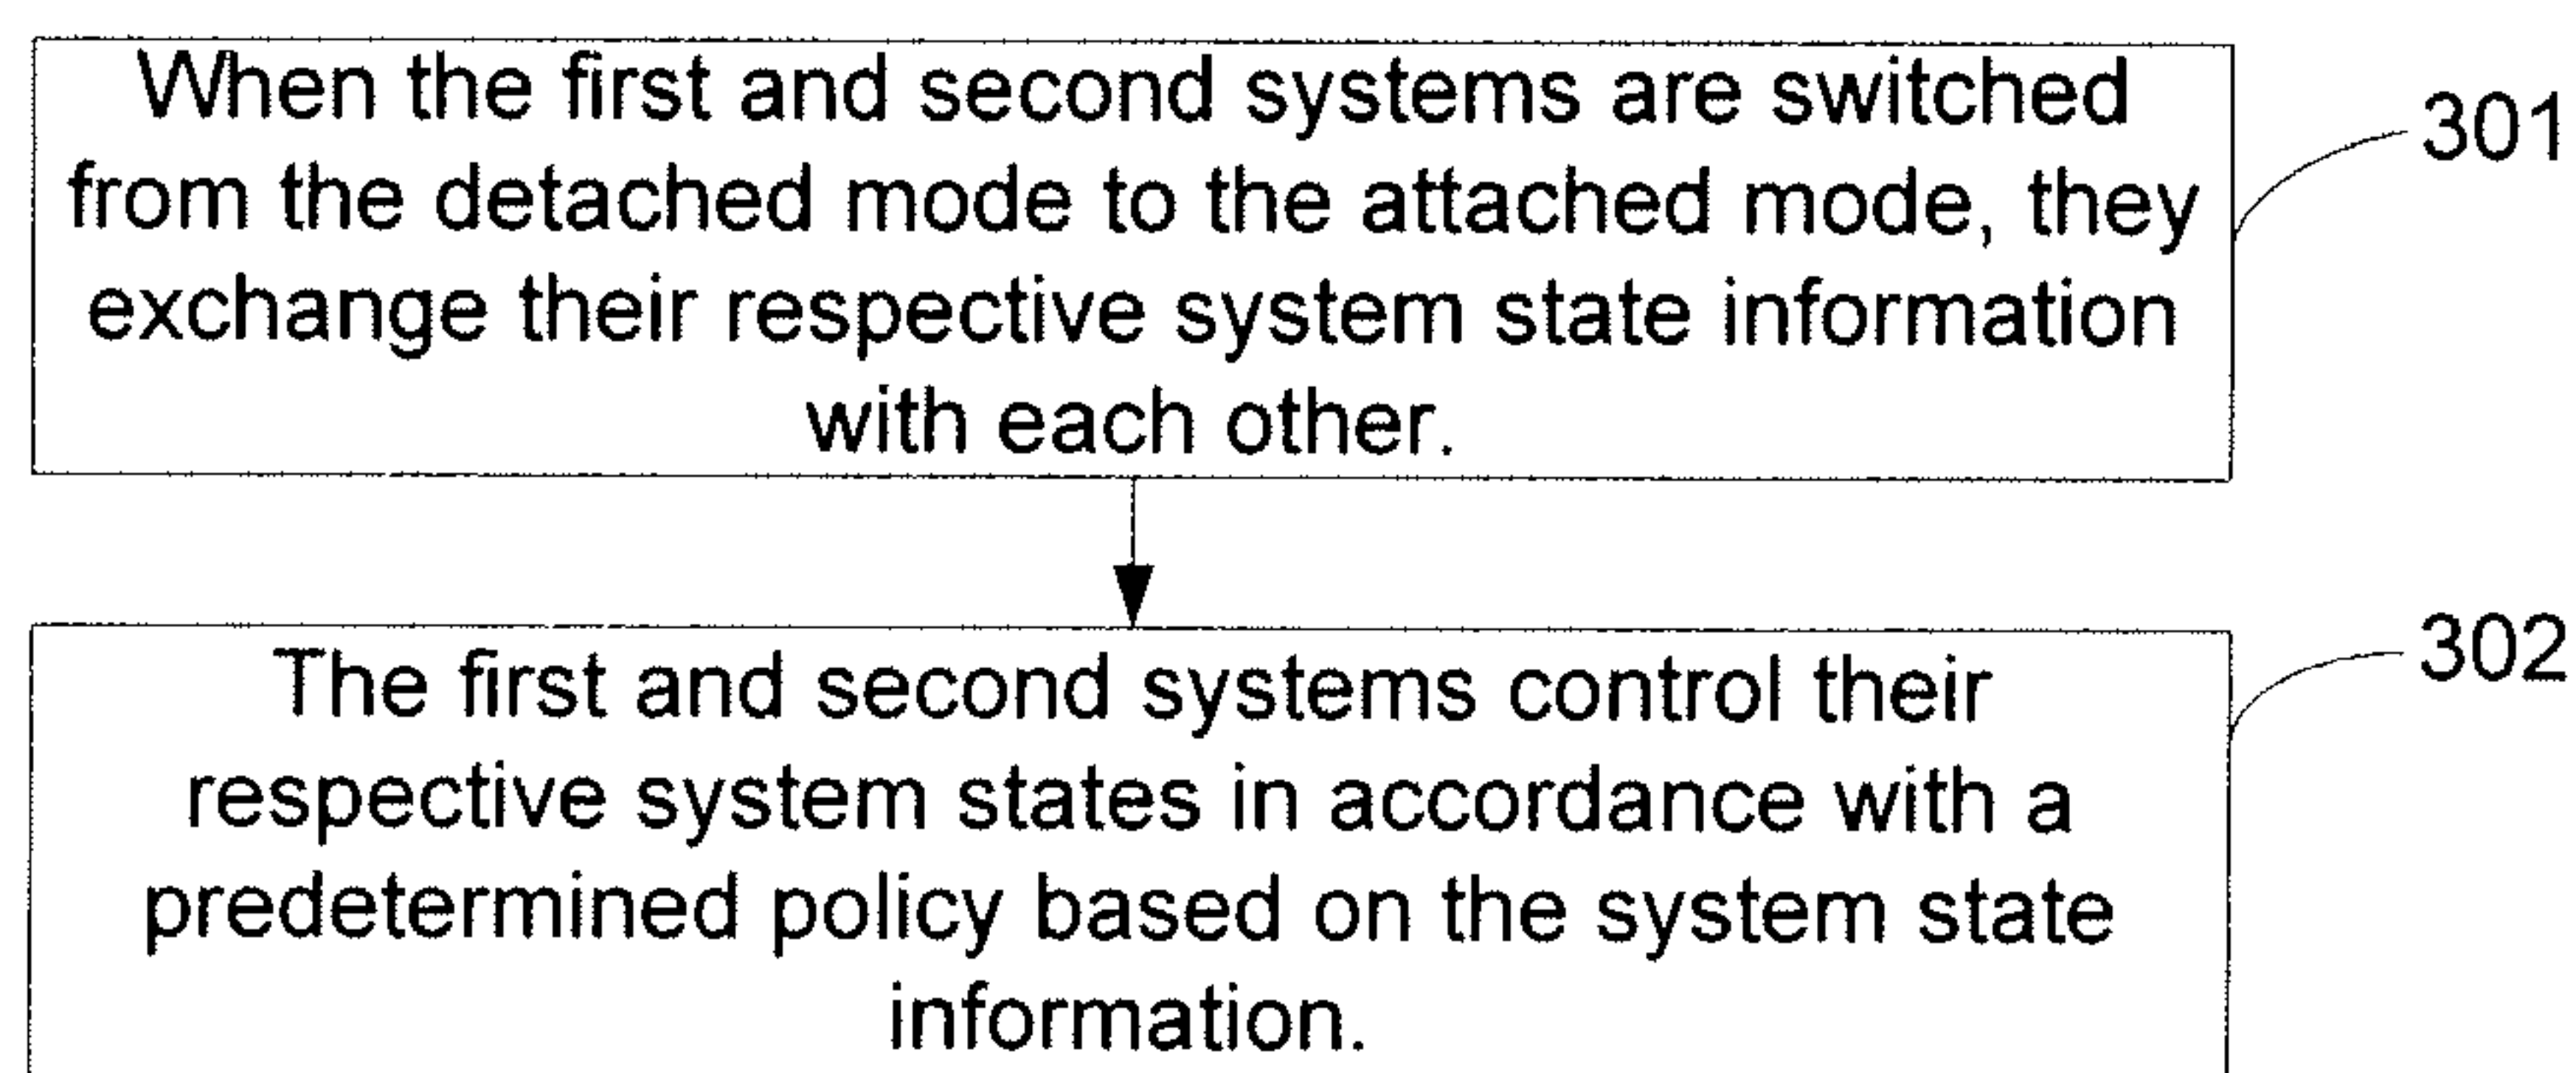 When the first and second systems are switched
from the detached mode to the attached mode, they
exchange their respective system state information
with each other.
301
The first and second systems control their
respective system states in accordance with a
predetermined policy based on the system state
information.
302